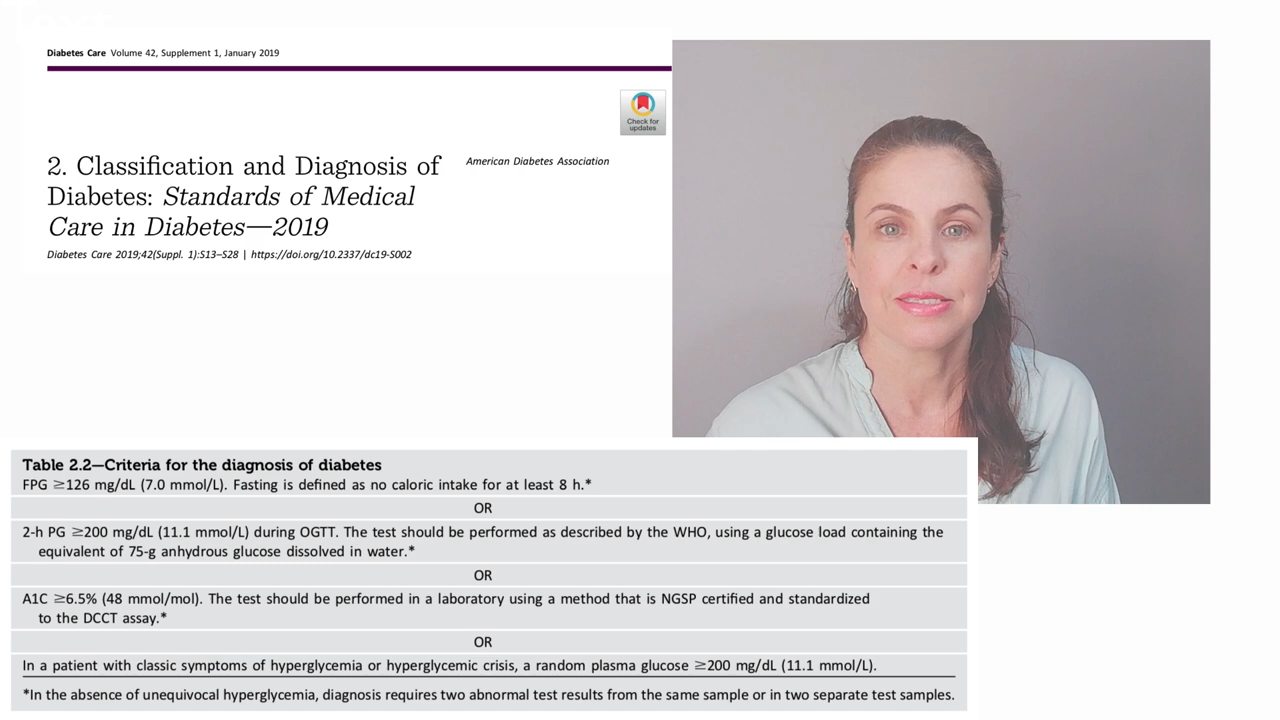 Diabetes Care Volume 42, Supplement 1, January 2019
Check for
updates
2. Classification and Diagnosis of
Diabetes: Standards of Medical
Care in Diabetes—2019
American Diabetes Association
Diabetes Care 2019;42(Suppl. 1):S13–S28 | https://doi.org/10.2337/dc19-S002
Table 2.2—Criteria for the diagnosis of diabetes
FPG ≥126 mg/dL (7.0 mmol/L). Fasting is defined as no caloric intake for at least 8 h.*
OR
2-h PG ≥200 mg/dL (11.1 mmol/L) during OGTT. The test should be performed as described by the WHO, using a glucose load containing the
equivalent of 75-g anhydrous glucose dissolved in water.*
OR
A1C ≥6.5% (48 mmol/mol). The test should be performed in a laboratory using a method that is NGSP certified and standardized
to the DCCT assay.*
OR
In a patient with classic symptoms of hyperglycemia or hyperglycemic crisis, a random plasma glucose ≥200 mg/dL (11.1 mmol/L).
*In the absence of unequivocal hyperglycemia, diagnosis requires two abnormal test results from the same sample or in two separate test samples.